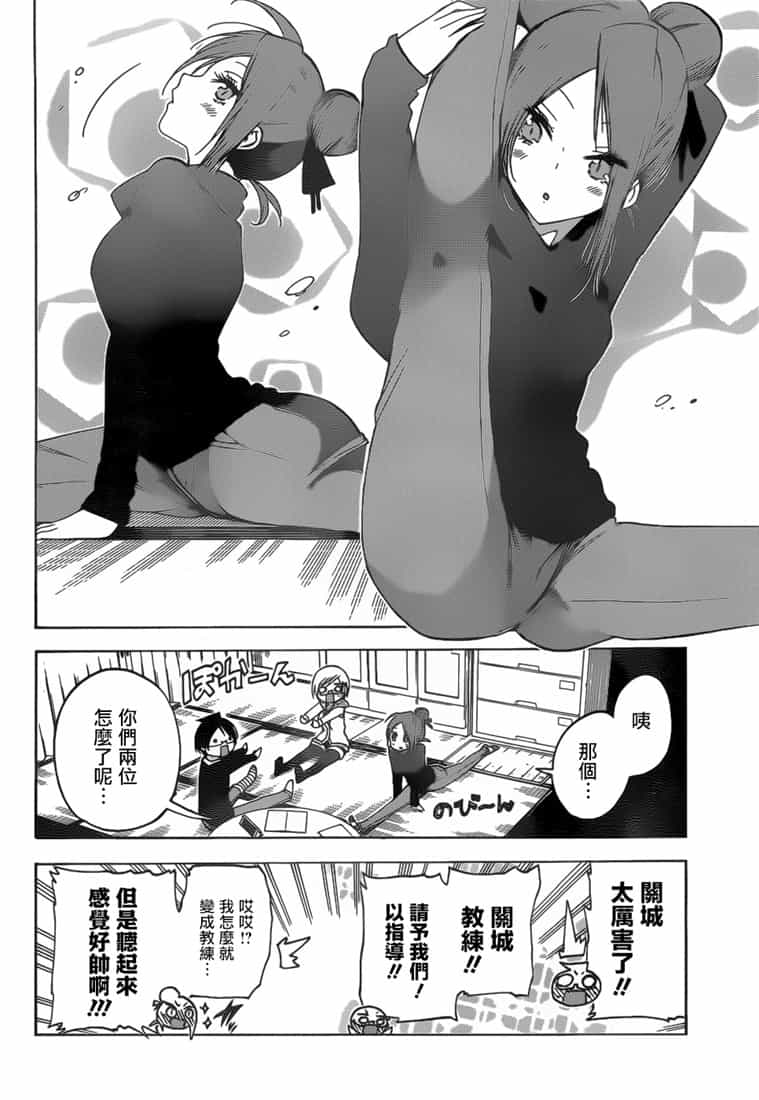 咦
那個…
ぽかーん
のび〜ん
你們兩位
怎麼了呢…
關城
太厲害了!!
關城
教練!!
請予我們!
以指導!!
哎哎!?
我怎麼就
變成教練…
但是聽起來
感覺好帥啊!!!